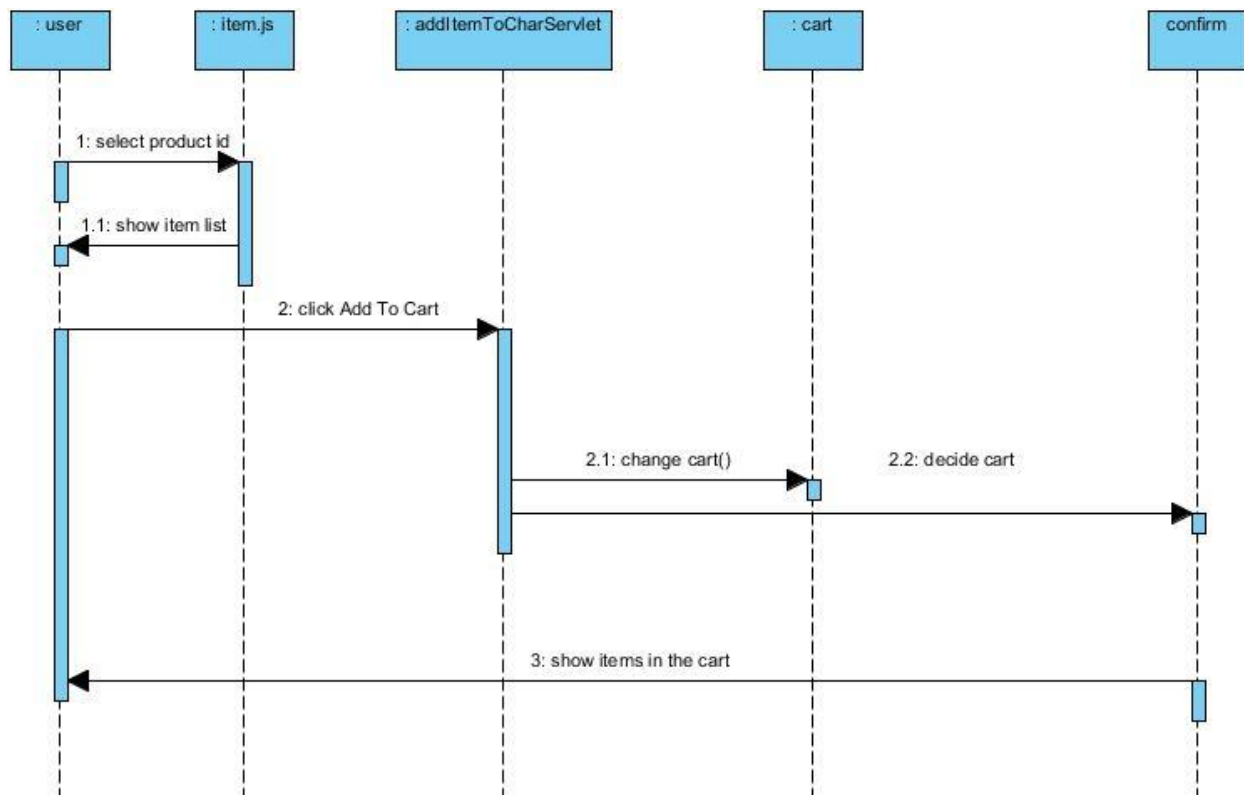 : user
: item.js
: addItemToCharServlet
: cart
confirm
1: select product id
1.1: show item list
2: click Add To Cart
2.1: change cart()
2.2: decide cart
3: show items in the cart